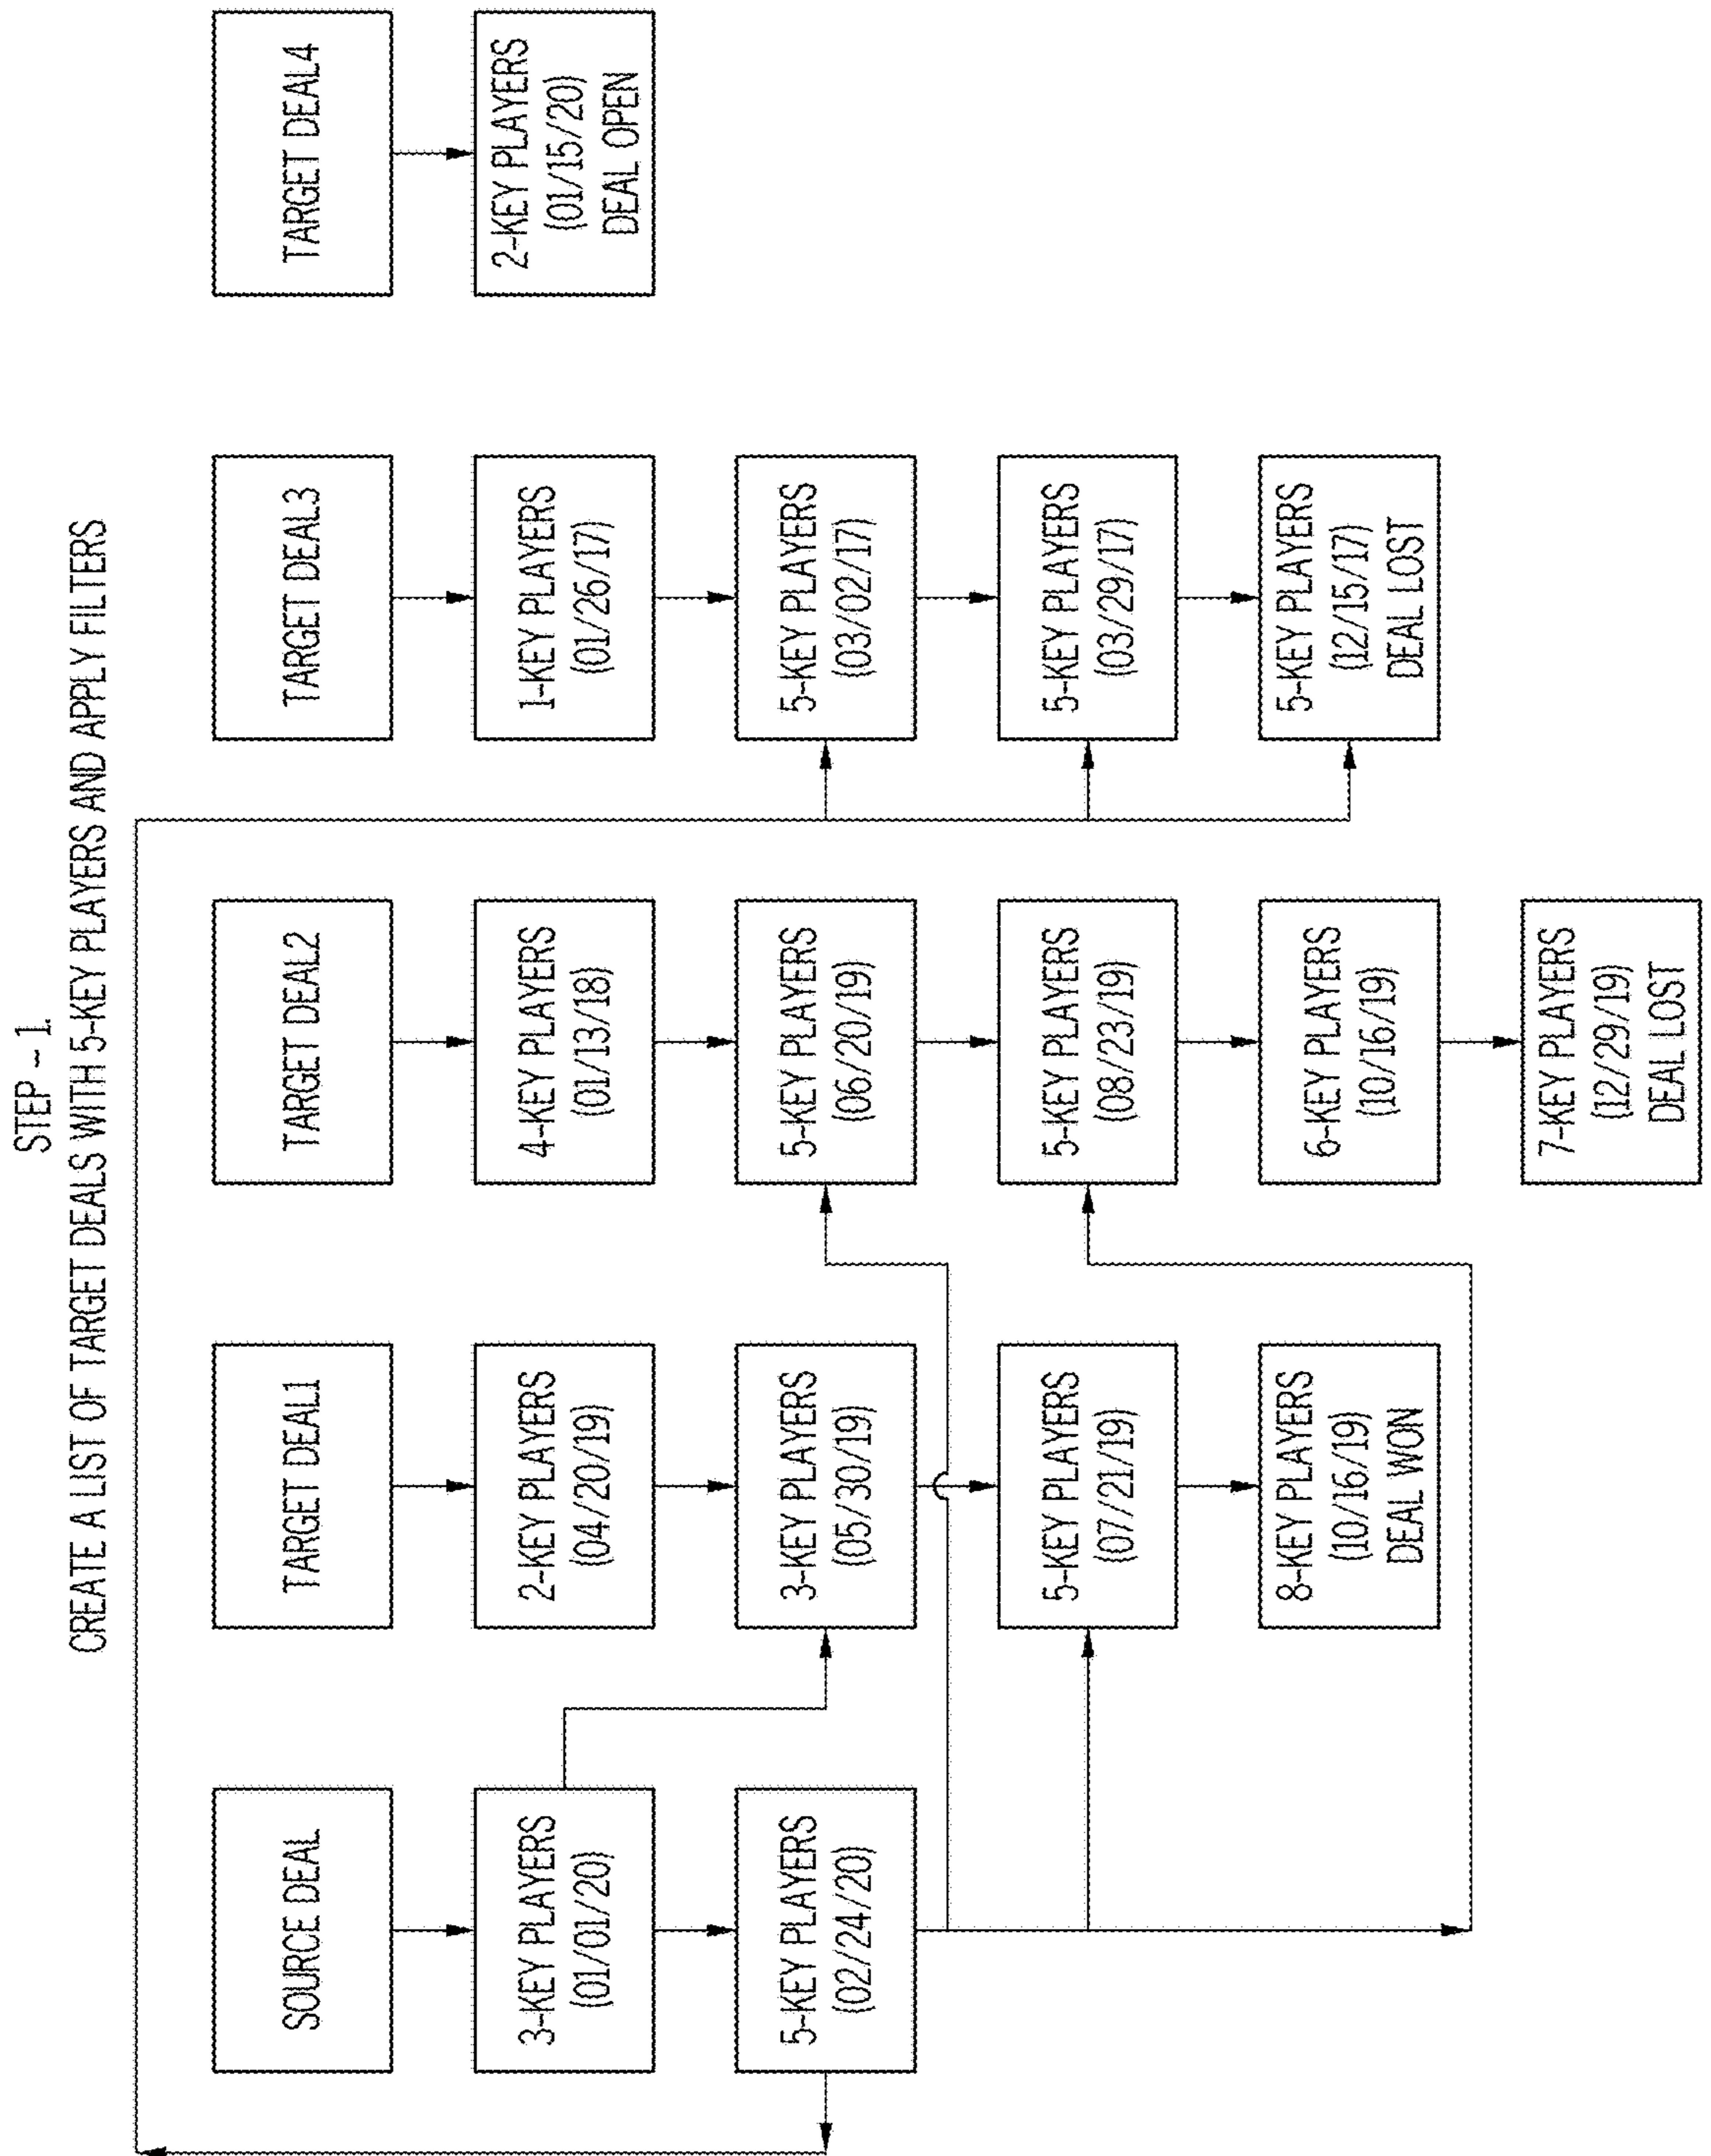 STEP - 1.
CREATE A LIST OF TARGET DEALS WITH 5-KEY PLAYERS AND APPLY FILTERS
SOURCE DEAL
3-KEY PLAYERS
(01/01/20)
5-KEY PLAYERS
(02/24/20)
TARGET DEAL1
2-KEY PLAYERS
(04/20/19)
3-KEY PLAYERS
(05/30/19)
5-KEY PLAYERS
(07/21/19)
8-KEY PLAYERS
(10/16/19)
DEAL WON
TARGET DEAL2
4-KEY PLAYERS
(01/13/18)
5-KEY PLAYERS
(06/20/19)
5-KEY PLAYERS
(08/23/19)
6-KEY PLAYERS
(10/16/19)
7-KEY PLAYERS
(12/29/19)
DEAL LOST
TARGET DEAL3
1-KEY PLAYERS
(01/26/17)
5-KEY PLAYERS
(03/02/17)
5-KEY PLAYERS
(03/29/17)
5-KEY PLAYERS
(12/15/17)
DEAL LOST
TARGET DEAL4
2-KEY PLAYERS
(01/15/20)
DEAL OPEN